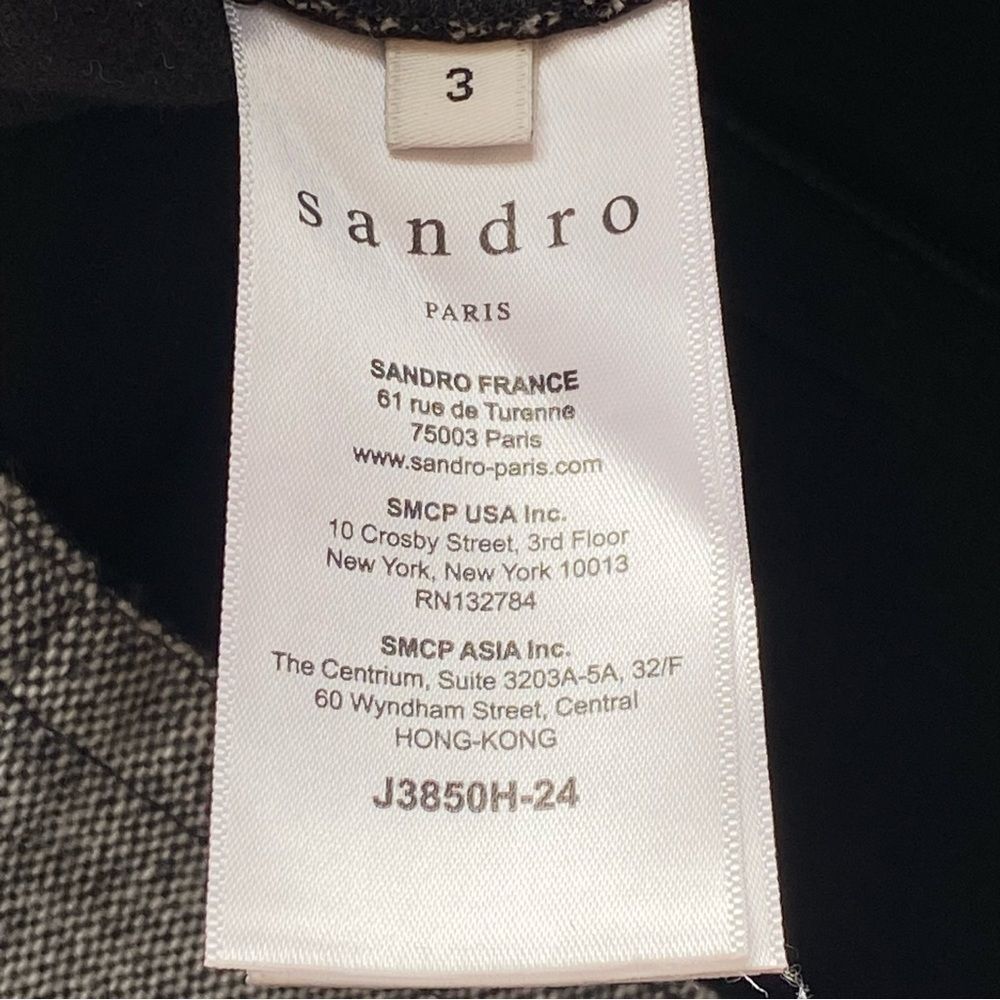 3
sandro
PARIS
SANDRO FRANCE
61 rue de Turenne
75003 Paris
www.sandro-paris.com
SMCP USA Inc.
10 Crosby Street, 3rd Floor
New York, New York 10013
RN132784
SMCP ASIA Inc.
The Centrium, Suite 3203A-5A, 32/F
60 Wyndham Street, Central
HONG-KONG
J3850H-24